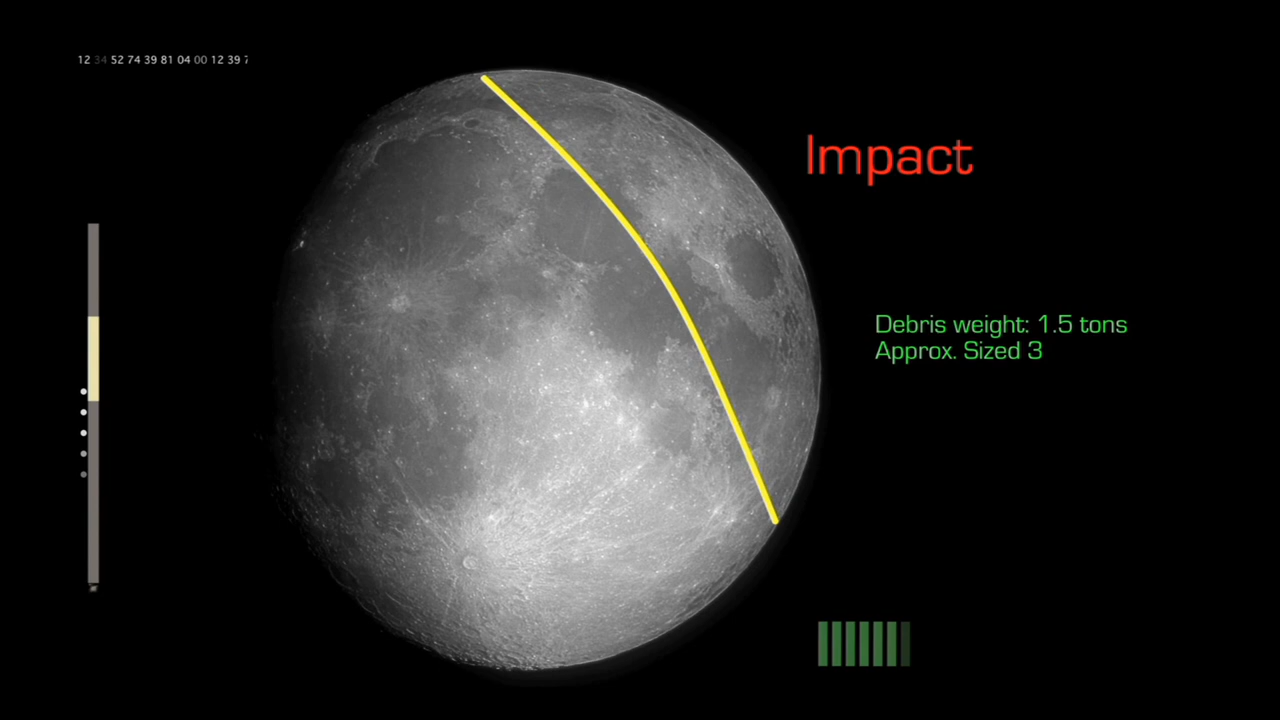 12 34 52 74 39 81 04 00 12 39
Impact
Debris weight: 1.5 tons
Approx. Sized 3